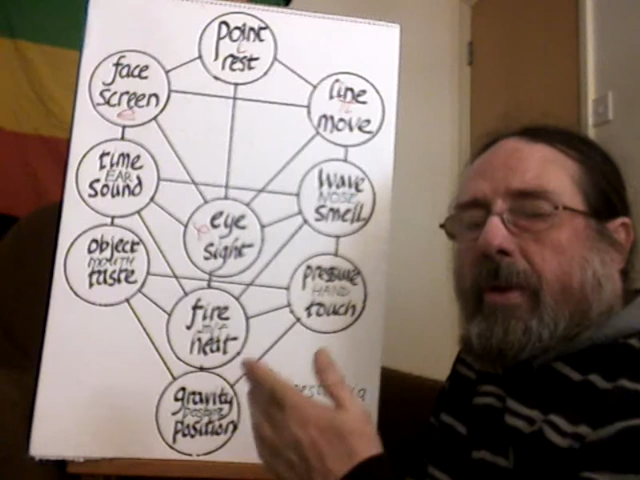 point
rest
face
screen
line
move
time
EAR
sound
wave
NOSE
smell
eye
sight
object
MOUTH
taste
pressure
HAND
touch
fire
heat
gravity
position